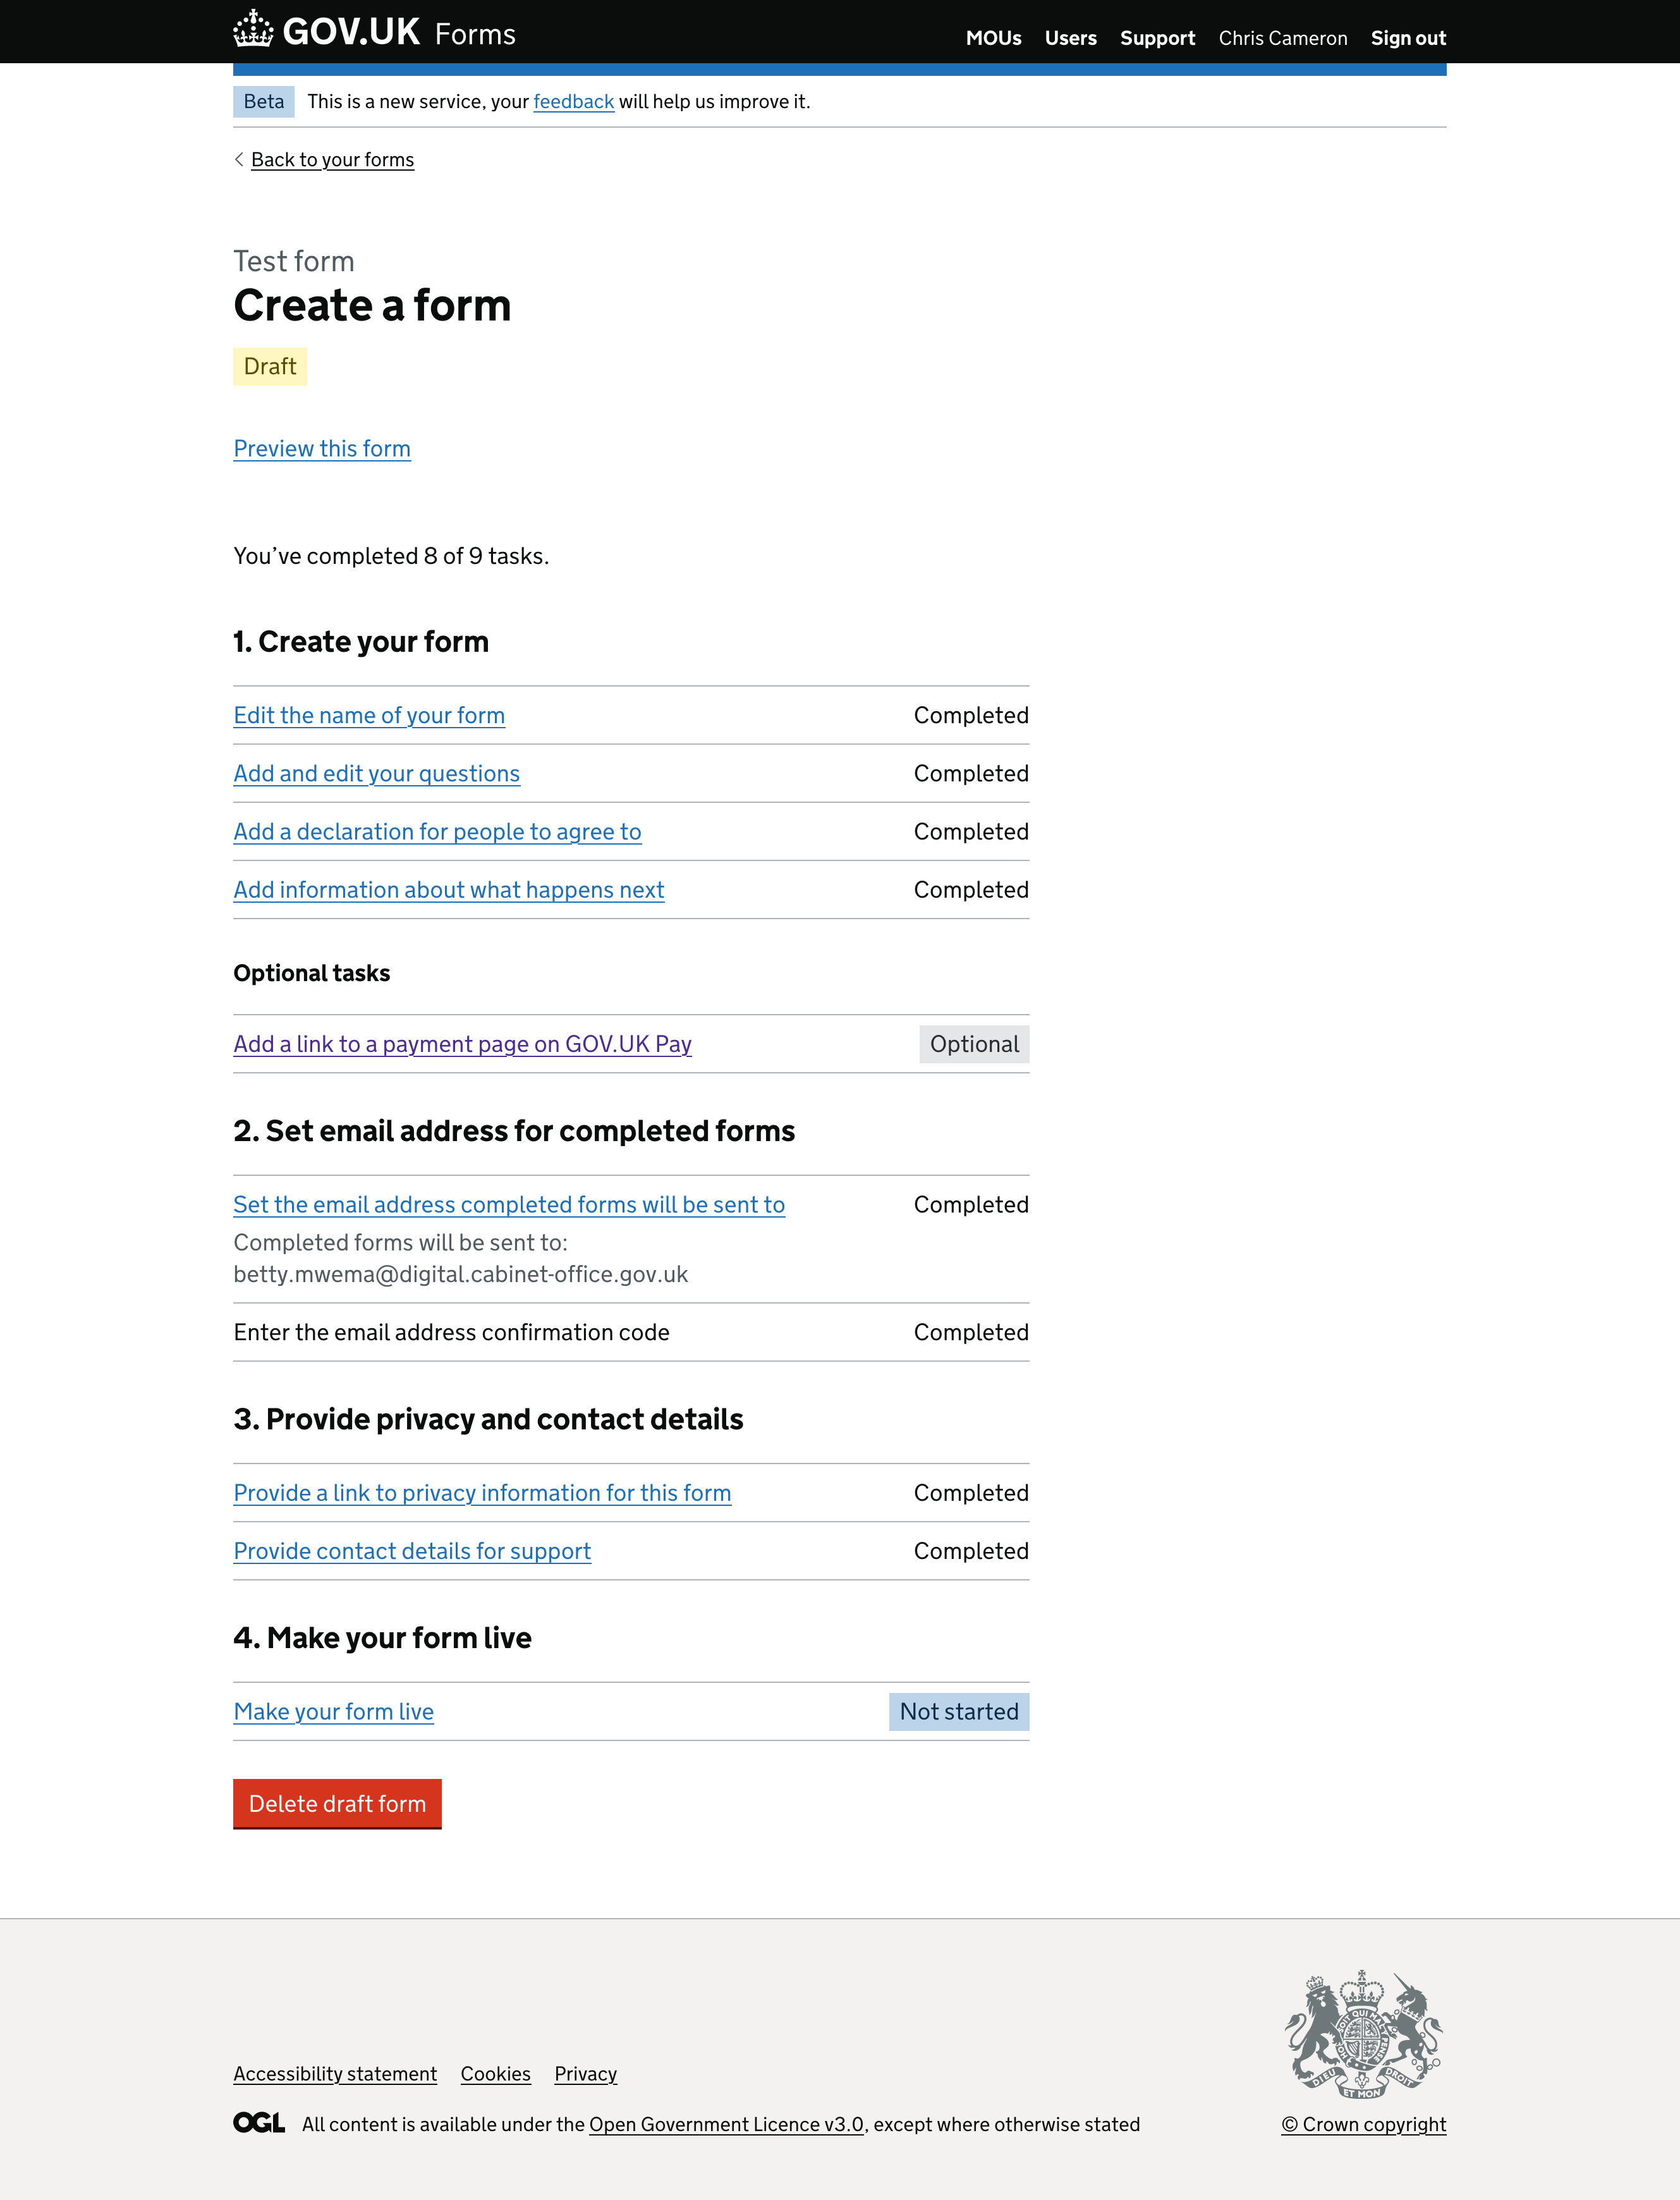 GOV.UK Forms
MOUs Users Support Chris Cameron Sign out
Beta This is a new service, your feedback will help us improve it.
Back to your forms
Test form
Create a form
Draft
Preview this form
You’ve completed 8 of 9 tasks.
1. Create your form
Edit the name of your form Completed
Add and edit your questions Completed
Add a declaration for people to agree to Completed
Add information about what happens next Completed
Optional tasks
Add a link to a payment page on GOV.UK Pay Optional
2. Set email address for completed forms
Set the email address completed forms will be sent to Completed
Completed forms will be sent to:
betty.mwema@digital.cabinet-office.gov.uk
Enter the email address confirmation code Completed
3. Provide privacy and contact details
Provide a link to privacy information for this form Completed
Provide contact details for support Completed
4. Make your form live
Make your form live Not started
Delete draft form
DIEU ET MON DROIT
Accessibility statement Cookies Privacy
OGL All content is available under the Open Government Licence v3.0, except where otherwise stated
© Crown copyright